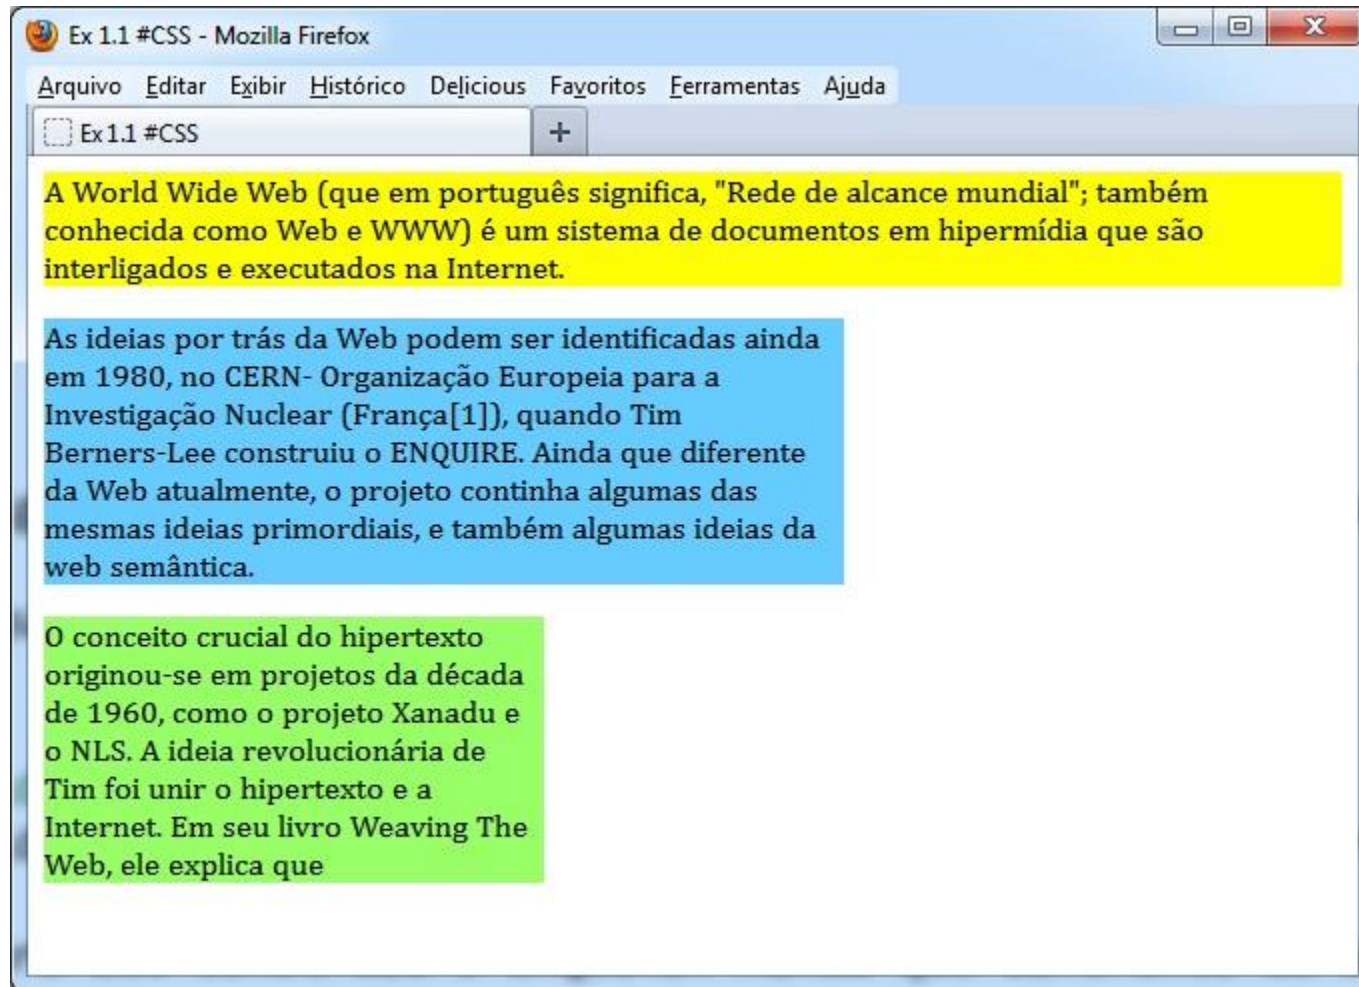 Ex 1.1 #CSS - Mozilla Firefox
Arquivo Editar Exibir Histórico Delicious Favoritos Ferramentas Ajuda
Ex 1.1 #CSS
A World Wide Web (que em português significa, "Rede de alcance mundial"; também
conhecida como Web e WWW) é um sistema de documentos em hipermídia que são
interligados e executados na Internet.
As ideias por trás da Web podem ser identificadas ainda
em 1980, no CERN- Organização Europeia para a
Investigação Nuclear (França[1]), quando Tim
Berners-Lee construiu o ENQUIRE. Ainda que diferente
da Web atualmente, o projeto continha algumas das
mesmas ideias primordiais, e também algumas ideias da
web semântica.
O conceito crucial do hipertexto
originou-se em projetos da década
de 1960, como o projeto Xanadu e
o NLS. A ideia revolucionária de
Tim foi unir o hipertexto e a
Internet. Em seu livro Weaving The
Web, ele explica que